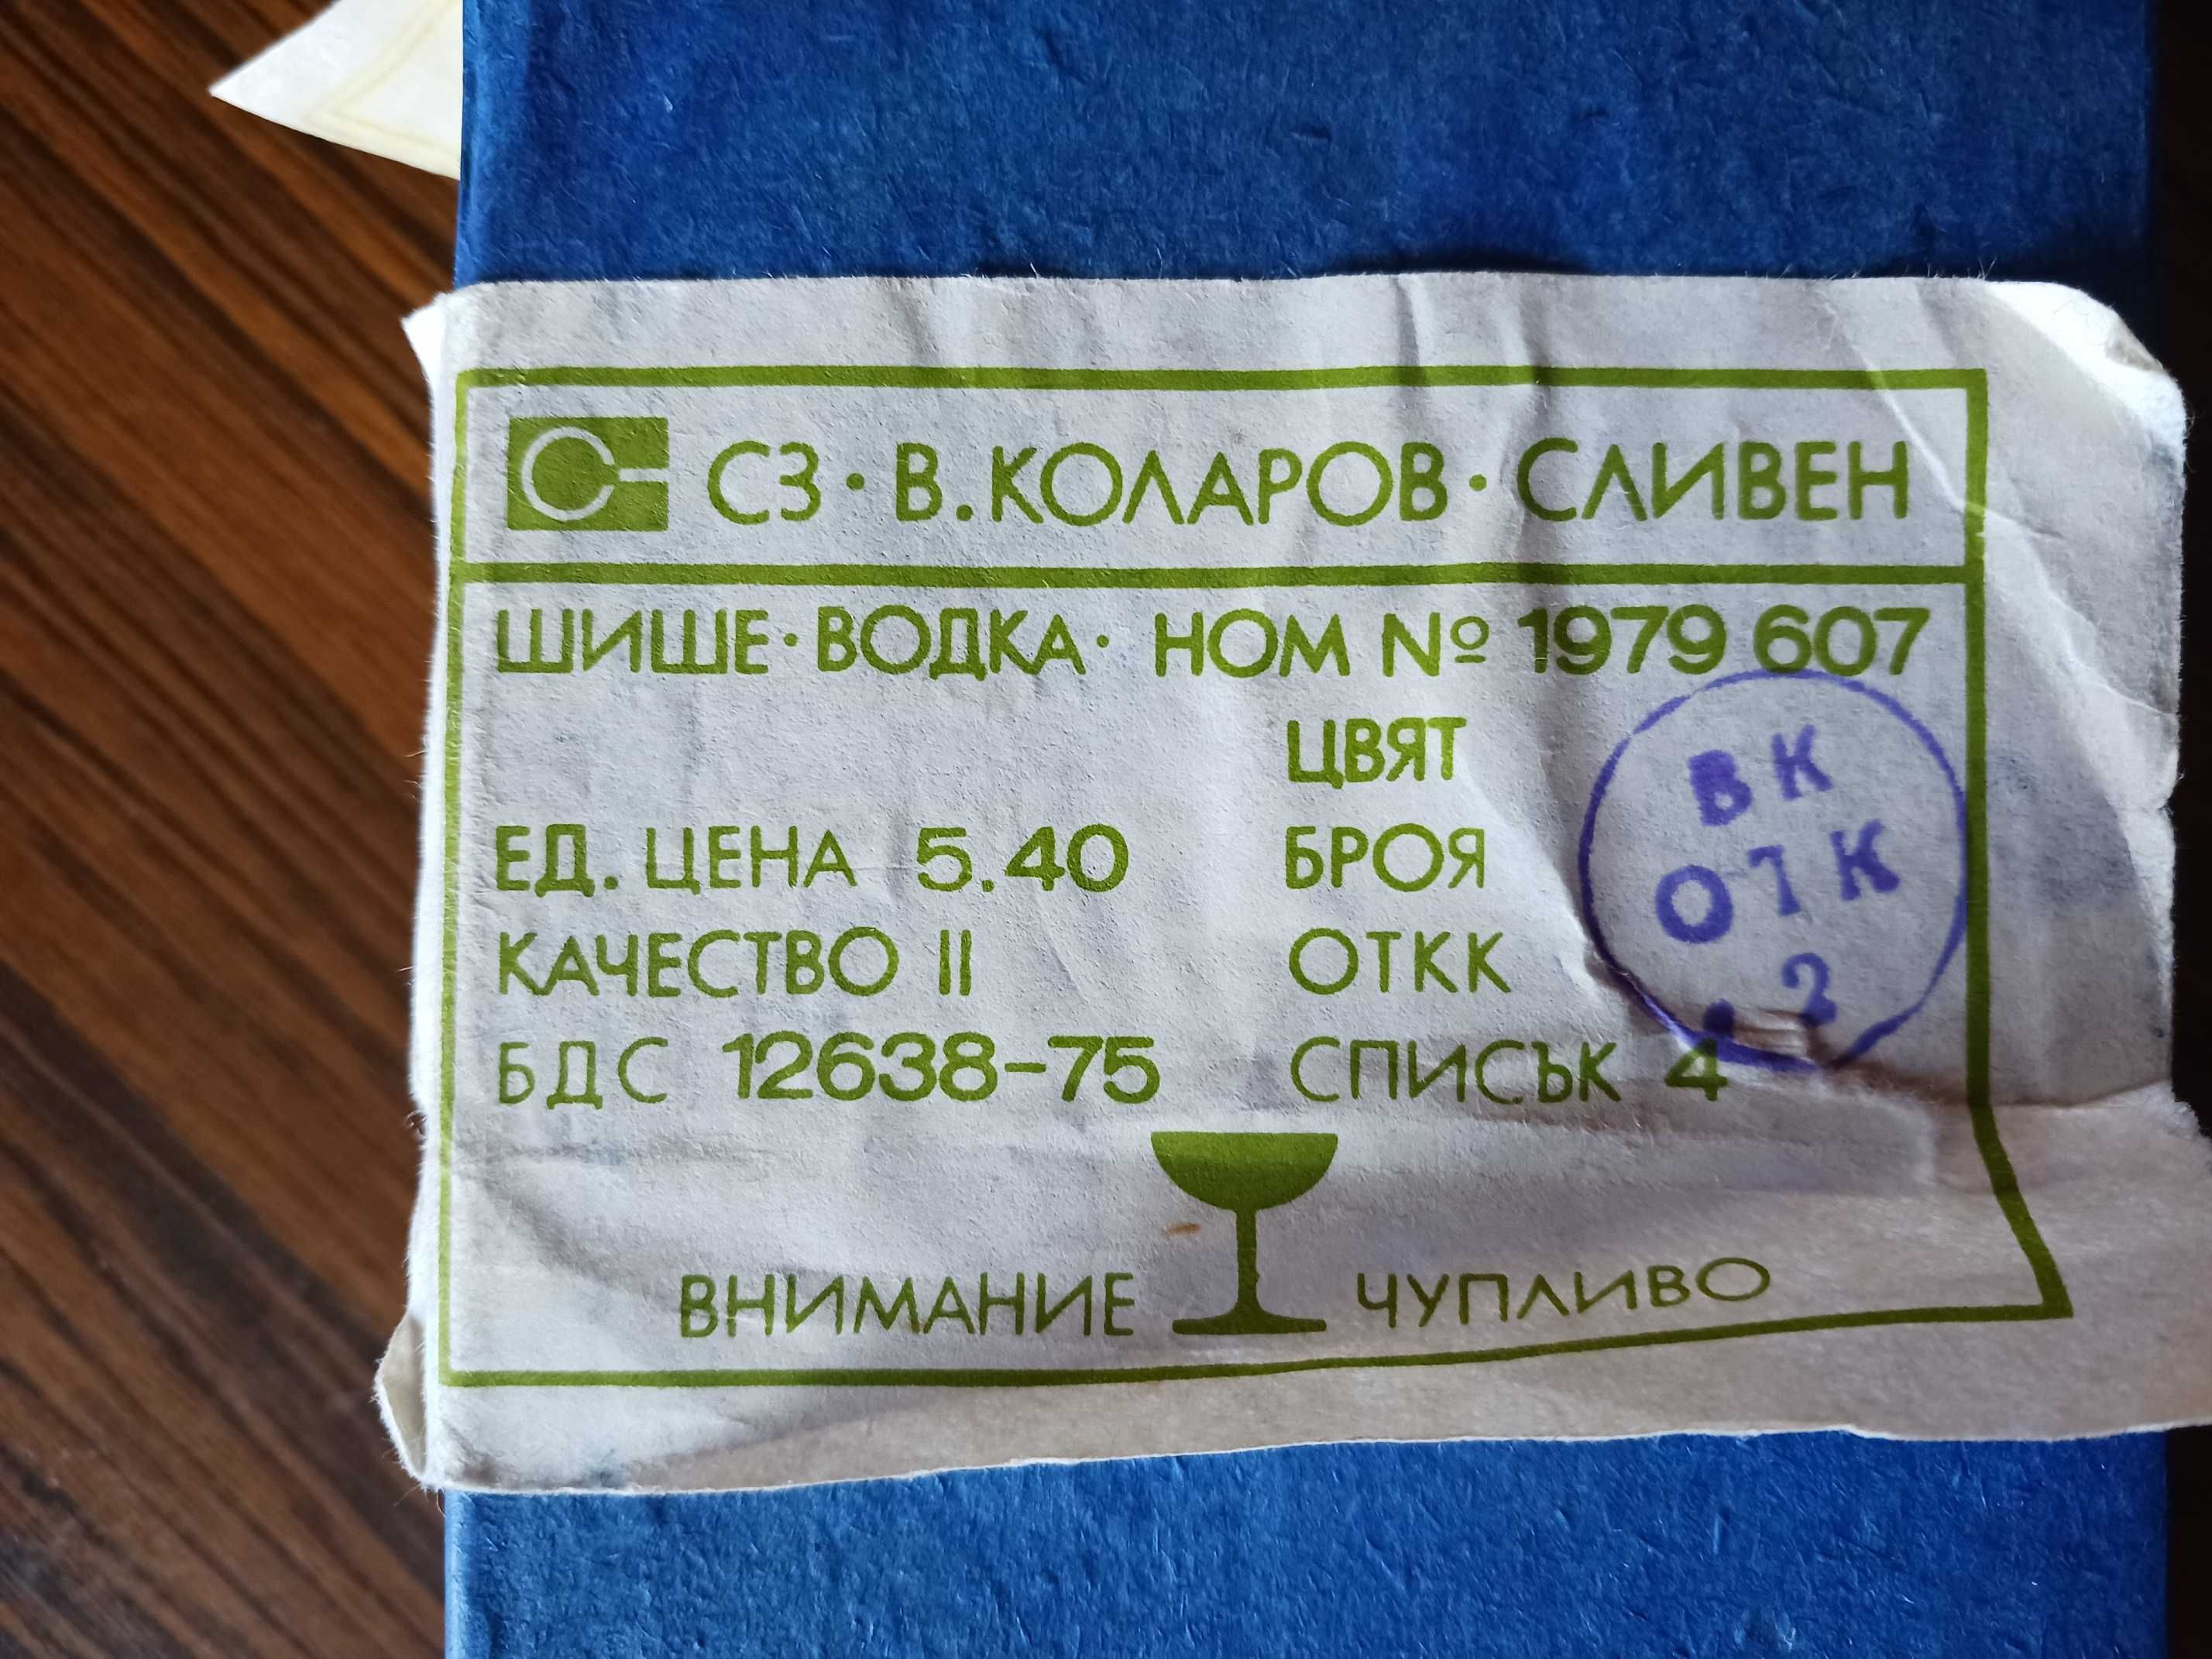 СЗ · В. КОЛАРОВ · СЛИВЕН
ШИШЕ · ВОДКА · НОМ № 1979 607
ЦВЯТ
ЕД. ЦЕНА 5.40 БРОЯ
КАЧЕСТВО II ОТКК
БДС 12638-75 СПИСЪК 4
ВК
ОТК
2
ВНИМАНИЕ ЧУПЛИВО